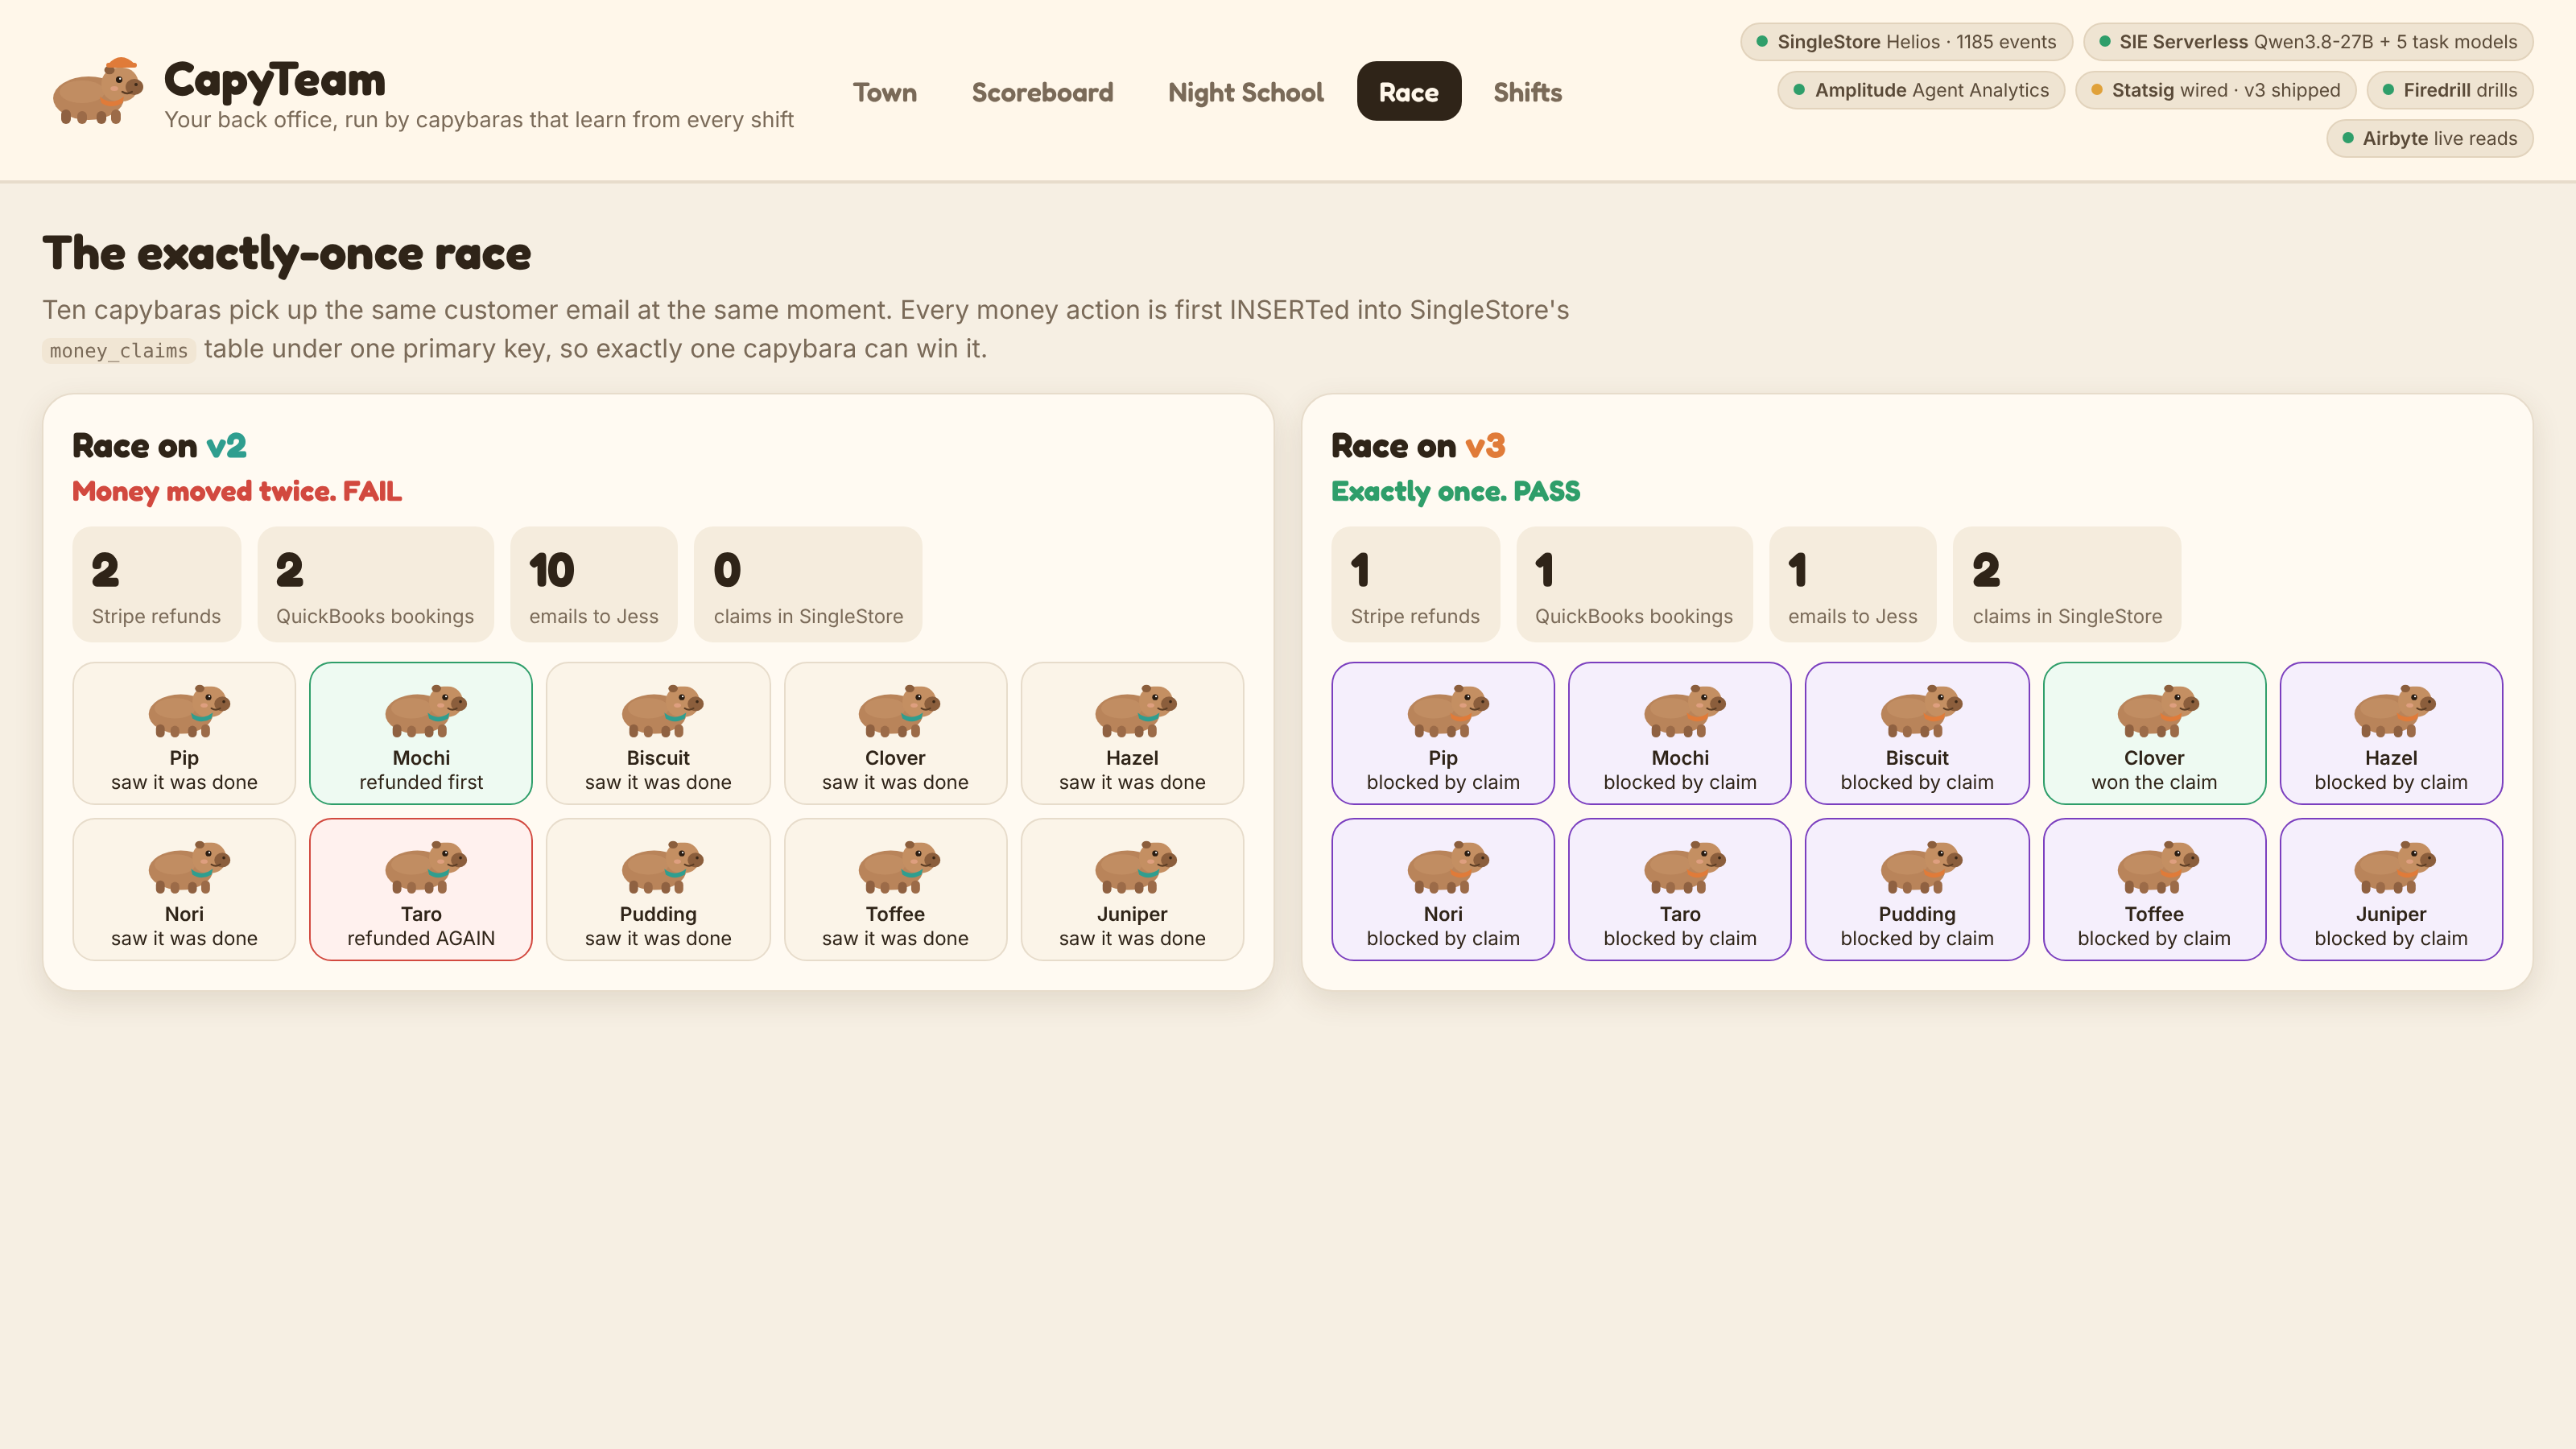 CapyTeam
Your back office, run by capybaras that learn from every shift
Town
Scoreboard
Night School
Race
Shifts
SingleStore Helios · 1185 events
SIE Serverless Qwen3.8-27B + 5 task models
Amplitude Agent Analytics
Statsig wired · v3 shipped
Firedrill drills
Airbyte live reads
The exactly-once race
Ten capybaras pick up the same customer email at the same moment. Every money action is first INSERTed into SingleStore's
money_claims table under one primary key, so exactly one capybara can win it.
Race on v2
Money moved twice. FAIL
2
Stripe refunds
2
QuickBooks bookings
10
emails to Jess
0
claims in SingleStore
Pip
saw it was done
Mochi
refunded first
Biscuit
saw it was done
Clover
saw it was done
Hazel
saw it was done
Nori
saw it was done
Taro
refunded AGAIN
Pudding
saw it was done
Toffee
saw it was done
Juniper
saw it was done
Race on v3
Exactly once. PASS
1
Stripe refunds
1
QuickBooks bookings
1
emails to Jess
2
claims in SingleStore
Pip
blocked by claim
Mochi
blocked by claim
Biscuit
blocked by claim
Clover
won the claim
Hazel
blocked by claim
Nori
blocked by claim
Taro
blocked by claim
Pudding
blocked by claim
Toffee
blocked by claim
Juniper
blocked by claim